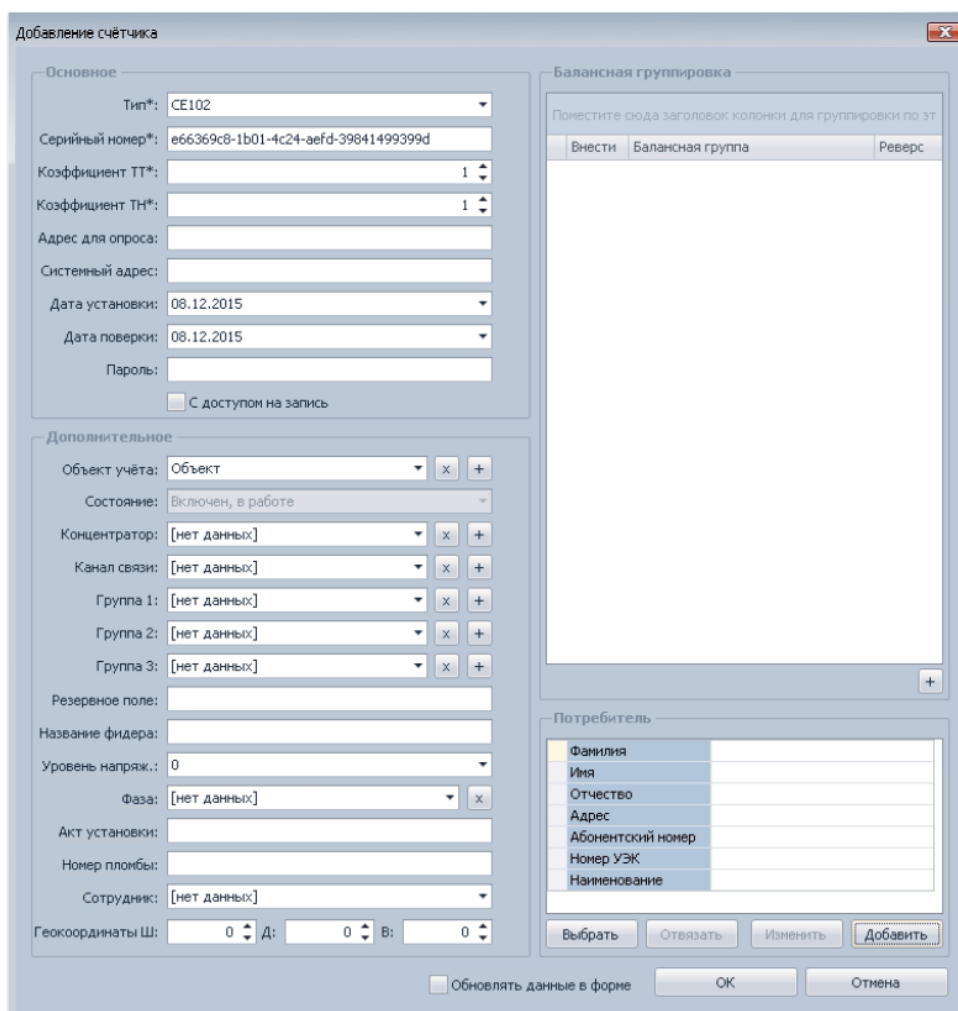 Добавление счётчика
Основное
Тип*: CE102
Серийный номер*: e66369c8-1b01-4c24-aefd-39841499399d
Коэффициент ТТ*: 1
Коэффициент ТН*: 1
Адрес для опроса:
Системный адрес:
Дата установки: 08.12.2015
Дата поверки: 08.12.2015
Пароль:
С доступом на запись
Дополнительное
Объект учёта: Объект x +
Состояние: Включен, в работе
Концентратор: [нет данных] x +
Канал связи: [нет данных] x +
Группа 1: [нет данных] x +
Группа 2: [нет данных] x +
Группа 3: [нет данных] x +
Резервное поле:
Название фидера:
Уровень напряж.: 0
Фаза: [нет данных] x
Акт установки:
Номер пломбы:
Сотрудник: [нет данных]
Геокоординаты Ш: 0 Д: 0 В: 0
Балансная группировка
Поместите сюда заголовок колонки для группировки по эт
Внести Балансная группа Реверс
+
Потребитель
Фамилия
Имя
Отчество
Адрес
Абонентский номер
Номер УЭК
Наименование
Выбрать Отвязать Изменить Добавить
Обновлять данные в форме OK Отмена